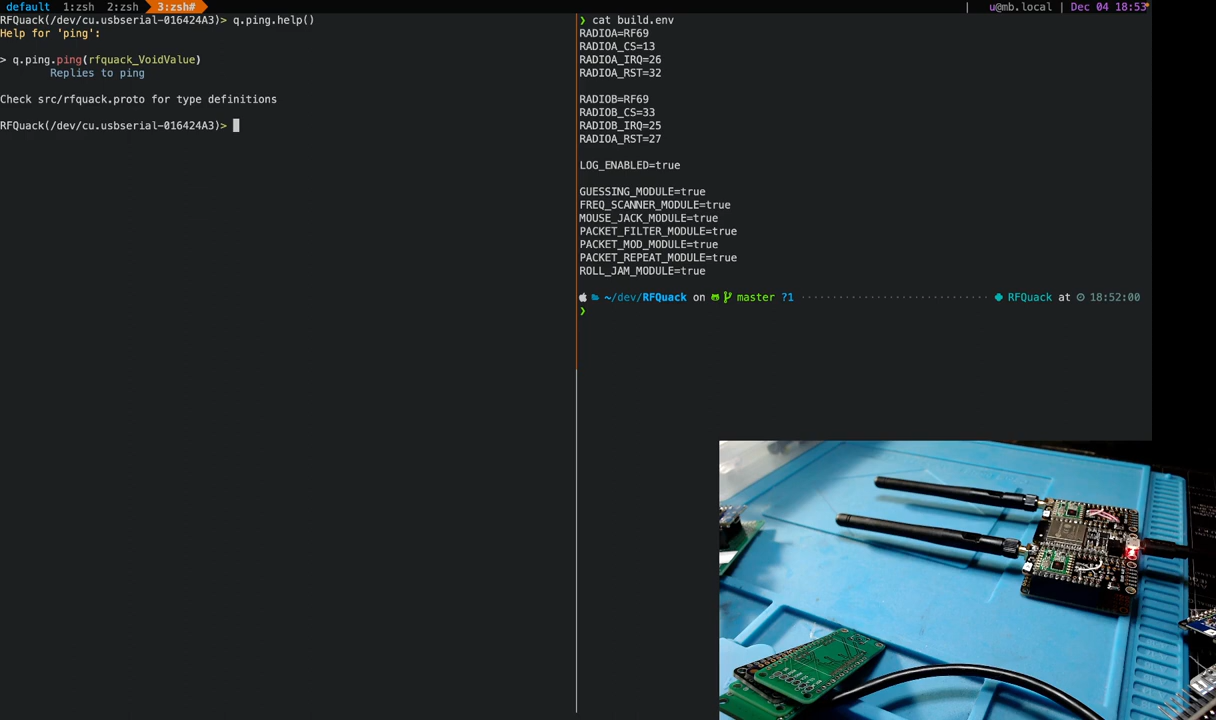 default 1:zsh 2:zsh 3:zsh#
| u@mb.local | Dec 04 18:53*
RFQuack(/dev/cu.usbserial-016424A3)> q.ping.help()
Help for 'ping':
> q.ping.ping(rfquack_VoidValue)
Replies to ping
Check src/rfquack.proto for type definitions
RFQuack(/dev/cu.usbserial-016424A3)>
❯ cat build.env
RADIOA=RF69
RADIOA_CS=13
RADIOA_IRQ=26
RADIOA_RST=32
RADIOB=RF69
RADIOB_CS=33
RADIOB_IRQ=25
RADIOA_RST=27
LOG_ENABLED=true
GUESSING_MODULE=true
FREQ_SCANNER_MODULE=true
MOUSE_JACK_MODULE=true
PACKET_FILTER_MODULE=true
PACKET_MOD_MODULE=true
PACKET_REPEAT_MODULE=true
ROLL_JAM_MODULE=true
~/dev/RFQuack on master ?1 RFQuack at 18:52:00
❯